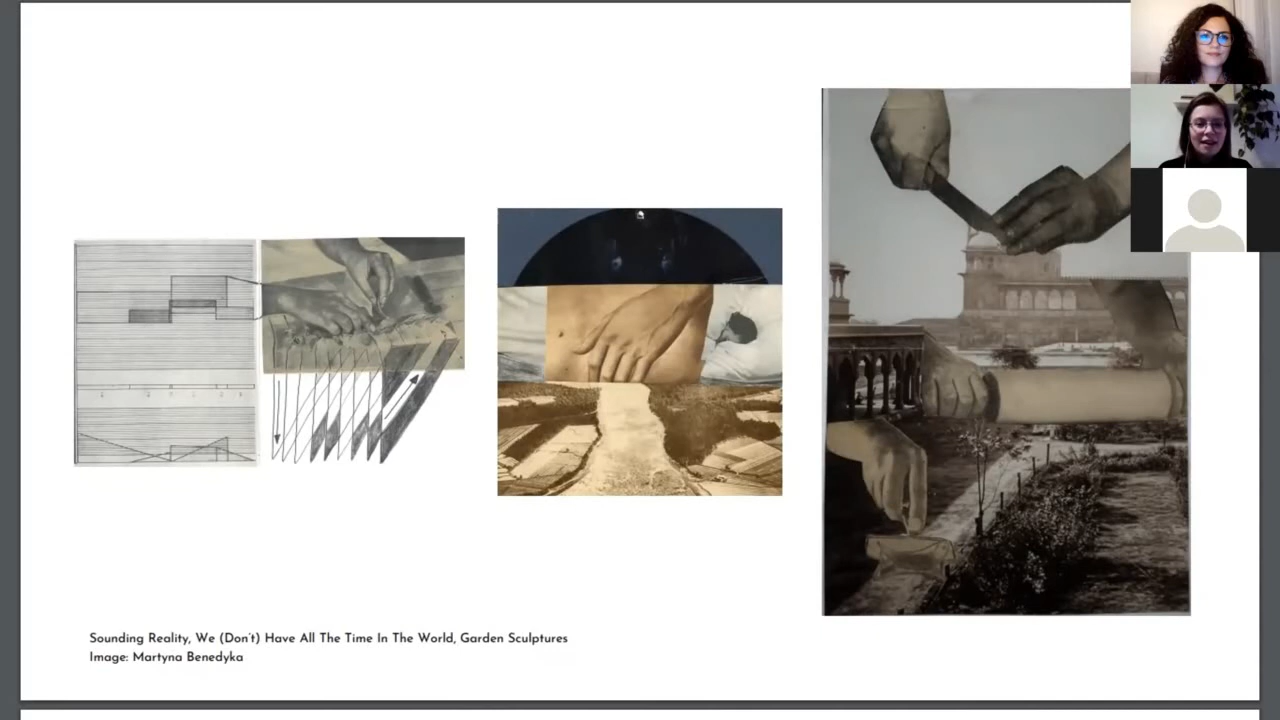 Sounding Reality, We (Don't) Have All The Time In The World, Garden Sculptures
Image: Martyna Benedyka